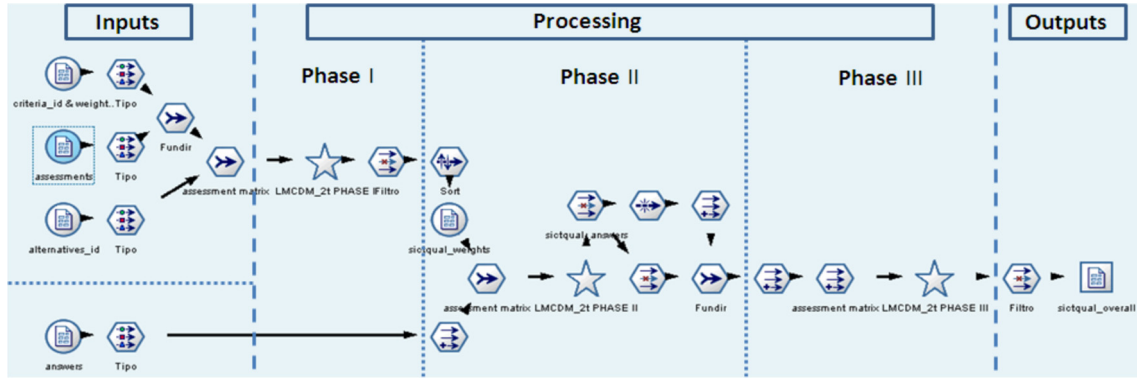 Inputs
Processing
Outputs
Phase I
Phase II
Phase III
criteria_id & weight.. Tipo
Fundir
assessments
Tipo
assessment matrix LMCDM_2t PHASE I Filtro
Sort
alternatives_id
Tipo
sictqual_weights
sictqual_answers
assessment matrix LMCDM_2t PHASE II
Fundir
assessment matrix LMCDM_2t PHASE III
Filtro
sictqual_overall
answers
Tipo